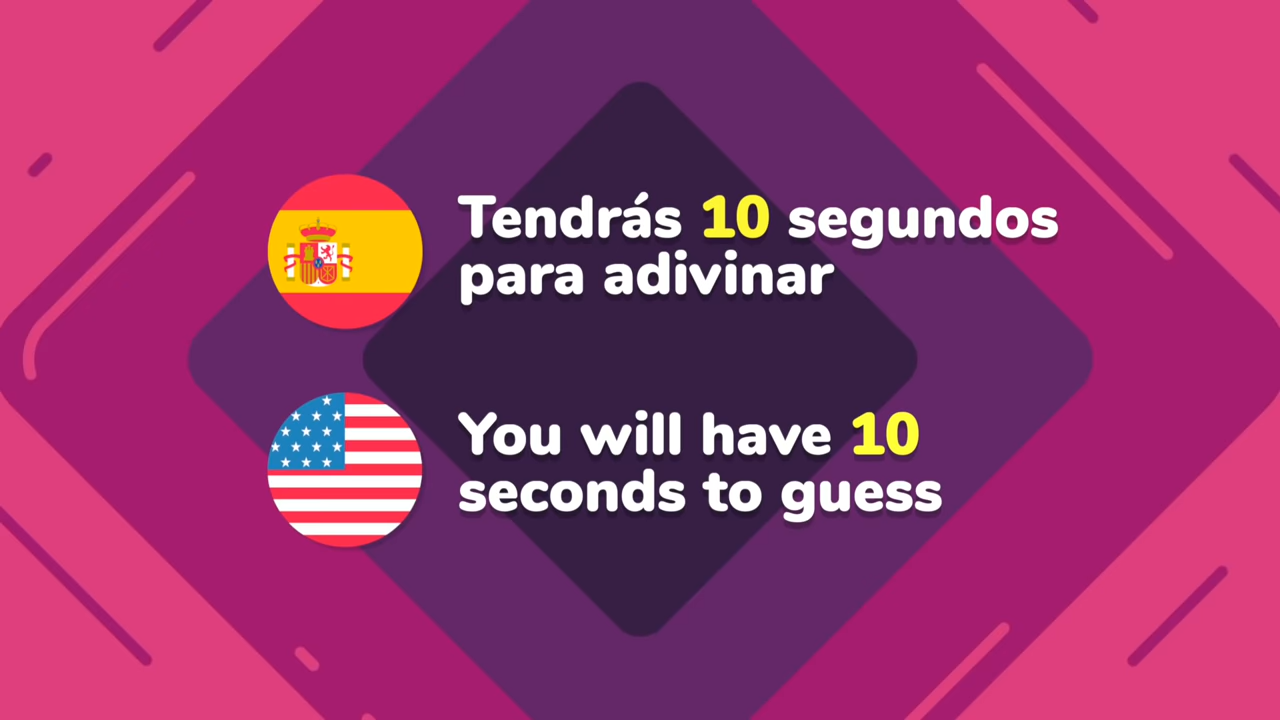 Tendrás 10 segundos
para adivinar
You will have 10
seconds to guess